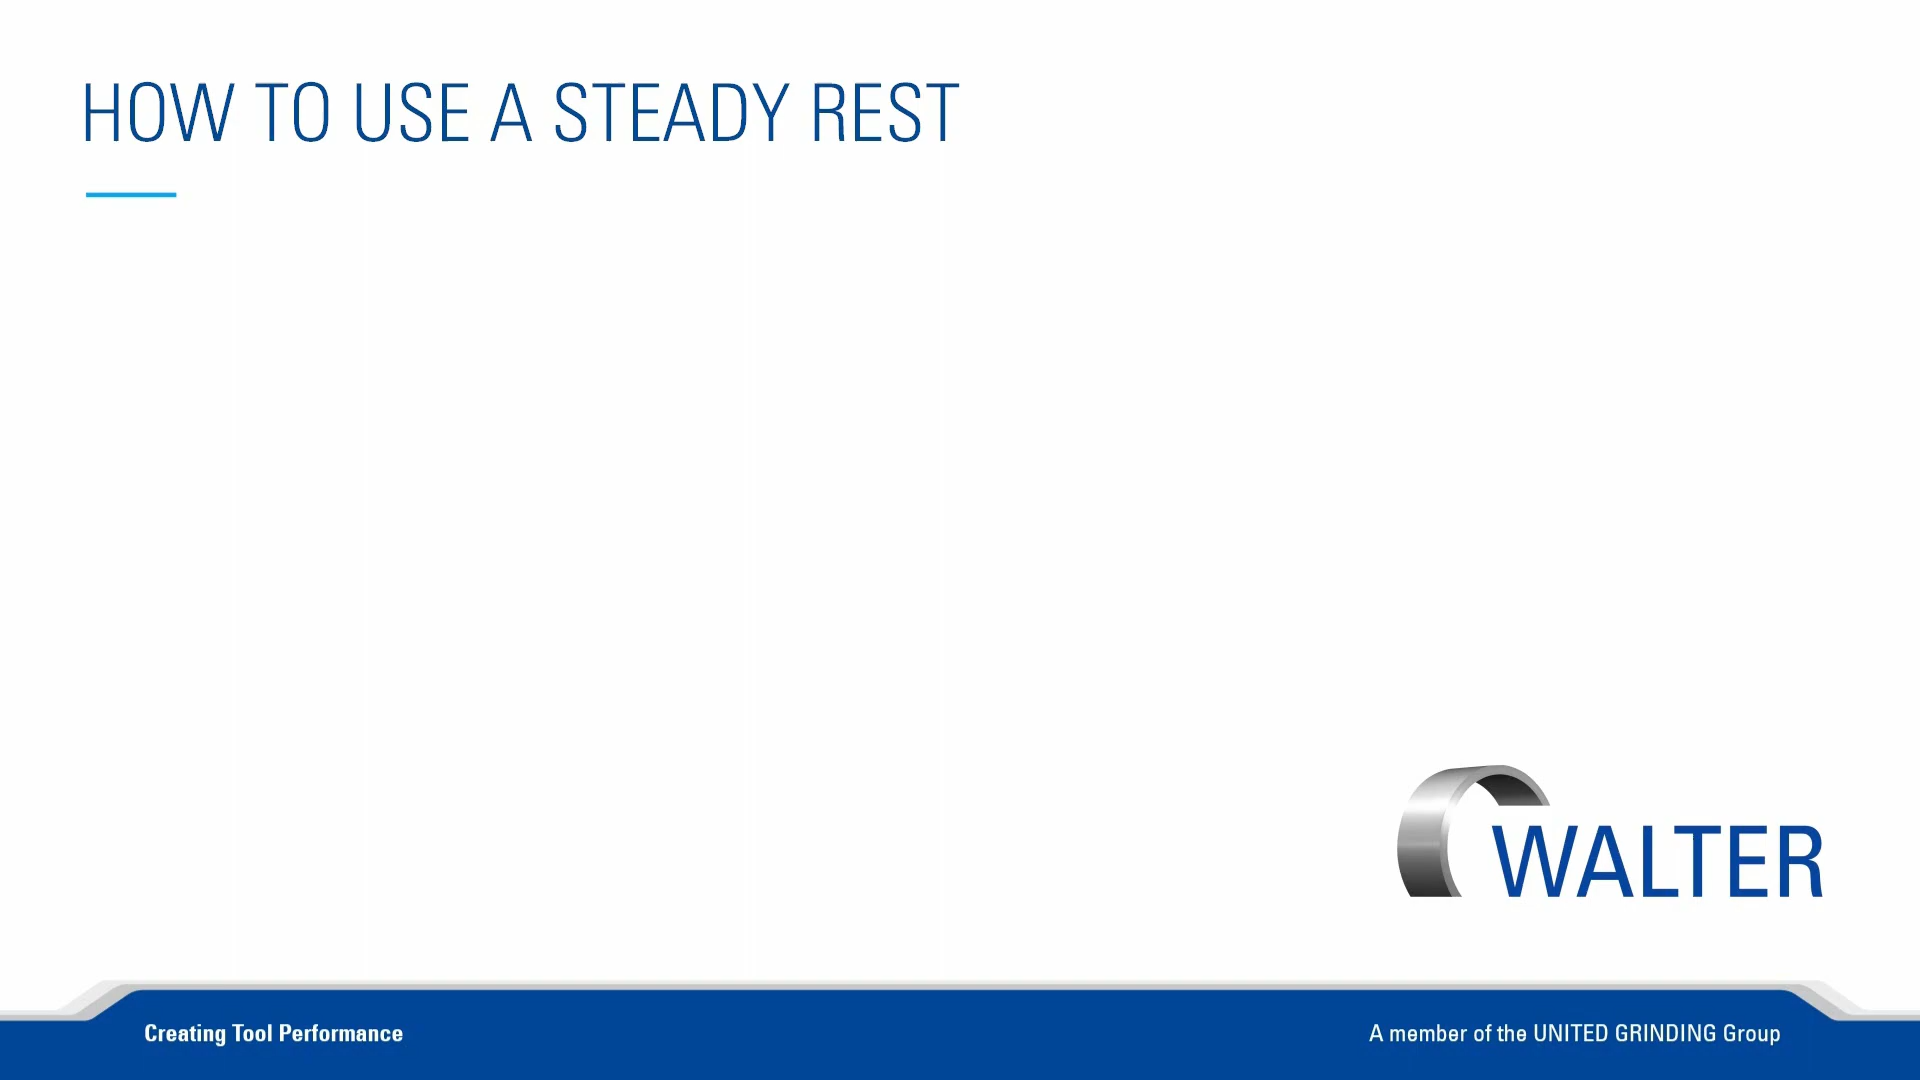 HOW TO USE A STEADY REST
WALTER
Creating Tool Performance
A member of the UNITED GRINDING Group